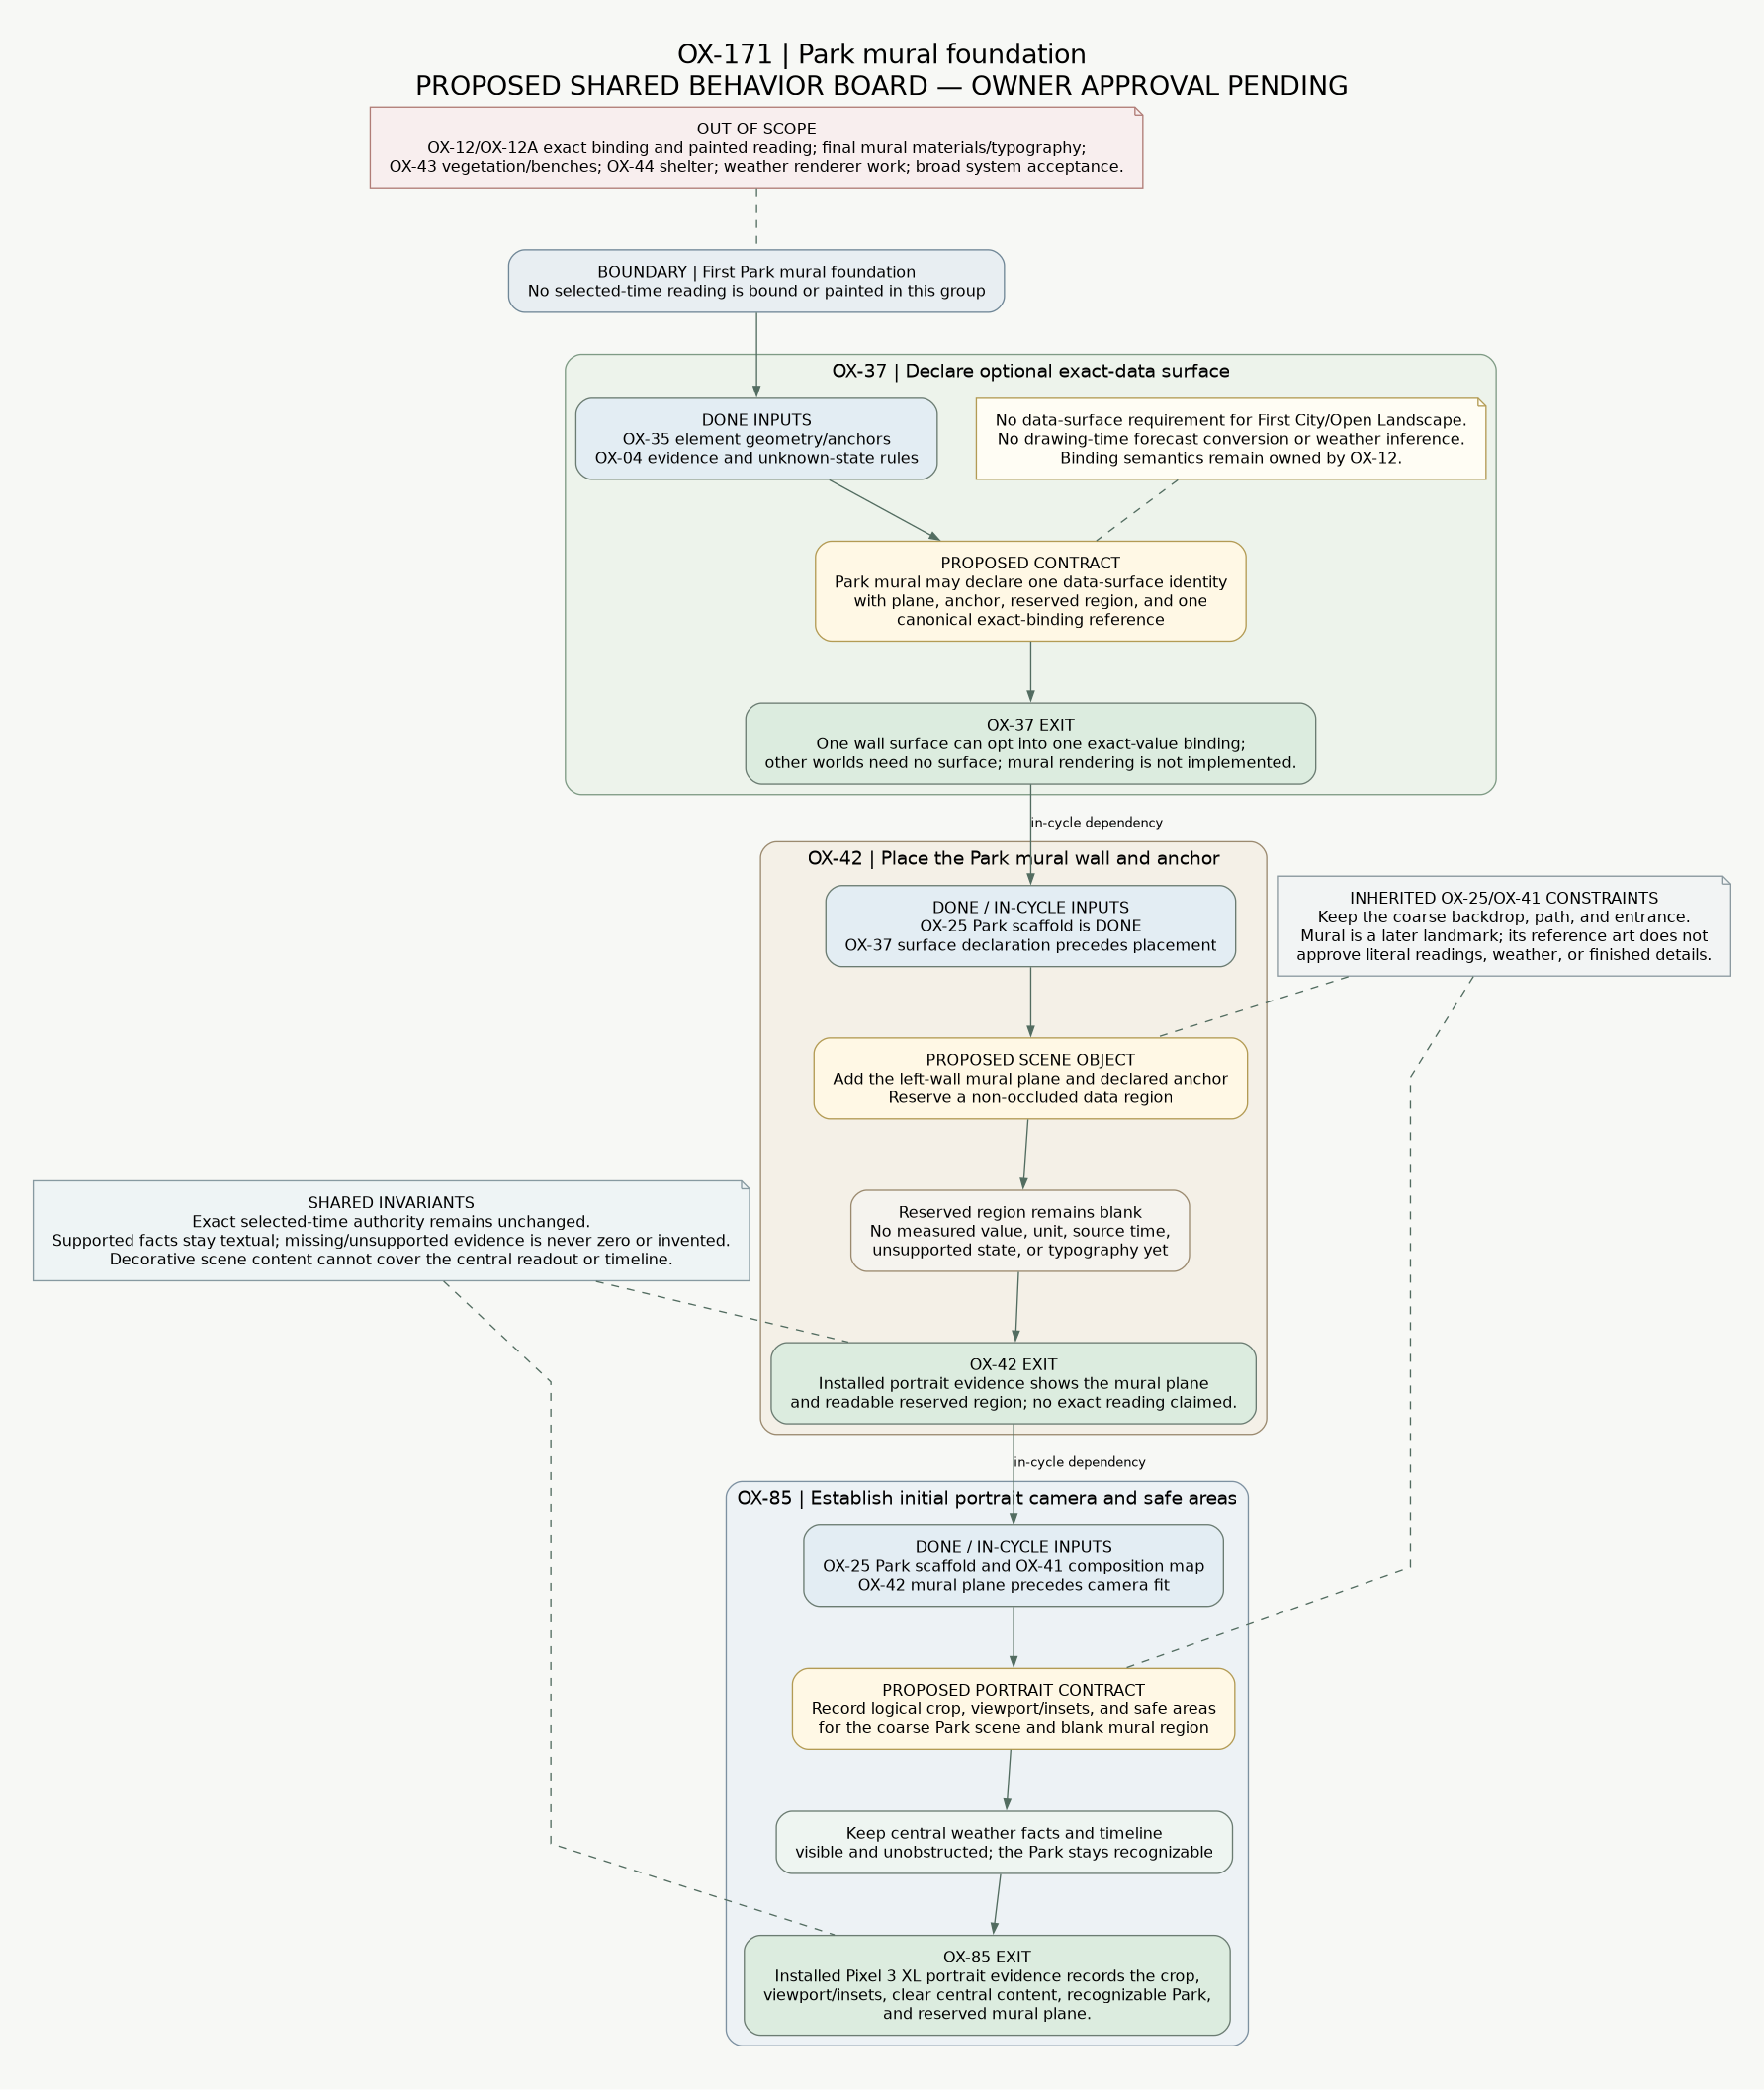 OX-171 | Park mural foundation
PROPOSED SHARED BEHAVIOR BOARD — OWNER APPROVAL PENDING
OUT OF SCOPE
OX-12/OX-12A exact binding and painted reading; final mural materials/typography;
OX-43 vegetation/benches; OX-44 shelter; weather renderer work; broad system acceptance.
BOUNDARY | First Park mural foundation
No selected-time reading is bound or painted in this group
OX-37 | Declare optional exact-data surface
DONE INPUTS
OX-35 element geometry/anchors
OX-04 evidence and unknown-state rules
No data-surface requirement for First City/Open Landscape.
No drawing-time forecast conversion or weather inference.
Binding semantics remain owned by OX-12.
PROPOSED CONTRACT
Park mural may declare one data-surface identity
with plane, anchor, reserved region, and one
canonical exact-binding reference
OX-37 EXIT
One wall surface can opt into one exact-value binding;
other worlds need no surface; mural rendering is not implemented.
in-cycle dependency
OX-42 | Place the Park mural wall and anchor
DONE / IN-CYCLE INPUTS
OX-25 Park scaffold is DONE
OX-37 surface declaration precedes placement
INHERITED OX-25/OX-41 CONSTRAINTS
Keep the coarse backdrop, path, and entrance.
Mural is a later landmark; its reference art does not
approve literal readings, weather, or finished details.
PROPOSED SCENE OBJECT
Add the left-wall mural plane and declared anchor
Reserve a non-occluded data region
SHARED INVARIANTS
Exact selected-time authority remains unchanged.
Supported facts stay textual; missing/unsupported evidence is never zero or invented.
Decorative scene content cannot cover the central readout or timeline.
Reserved region remains blank
No measured value, unit, source time,
unsupported state, or typography yet
OX-42 EXIT
Installed portrait evidence shows the mural plane
and readable reserved region; no exact reading claimed.
in-cycle dependency
OX-85 | Establish initial portrait camera and safe areas
DONE / IN-CYCLE INPUTS
OX-25 Park scaffold and OX-41 composition map
OX-42 mural plane precedes camera fit
PROPOSED PORTRAIT CONTRACT
Record logical crop, viewport/insets, and safe areas
for the coarse Park scene and blank mural region
Keep central weather facts and timeline
visible and unobstructed; the Park stays recognizable
OX-85 EXIT
Installed Pixel 3 XL portrait evidence records the crop,
viewport/insets, clear central content, recognizable Park,
and reserved mural plane.